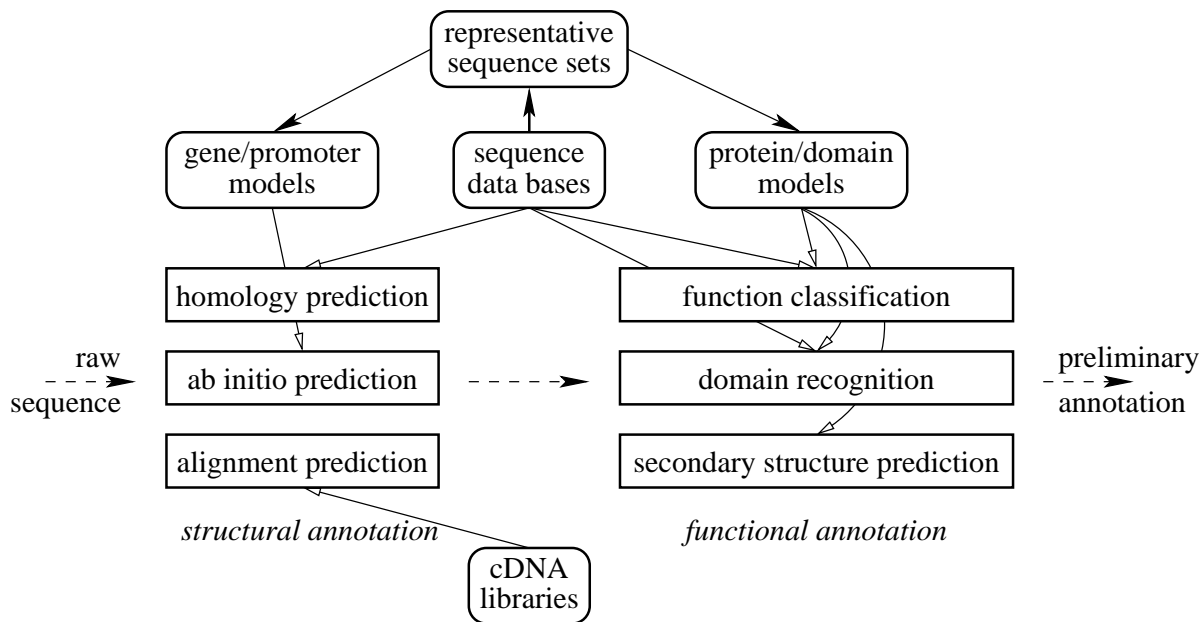 representative
sequence sets
gene/promoter
models
sequence
data bases
protein/domain
models
homology prediction
function classification
raw
sequence
ab initio prediction
domain recognition
preliminary
annotation
alignment prediction
secondary structure prediction
structural annotation
functional annotation
cDNA
libraries